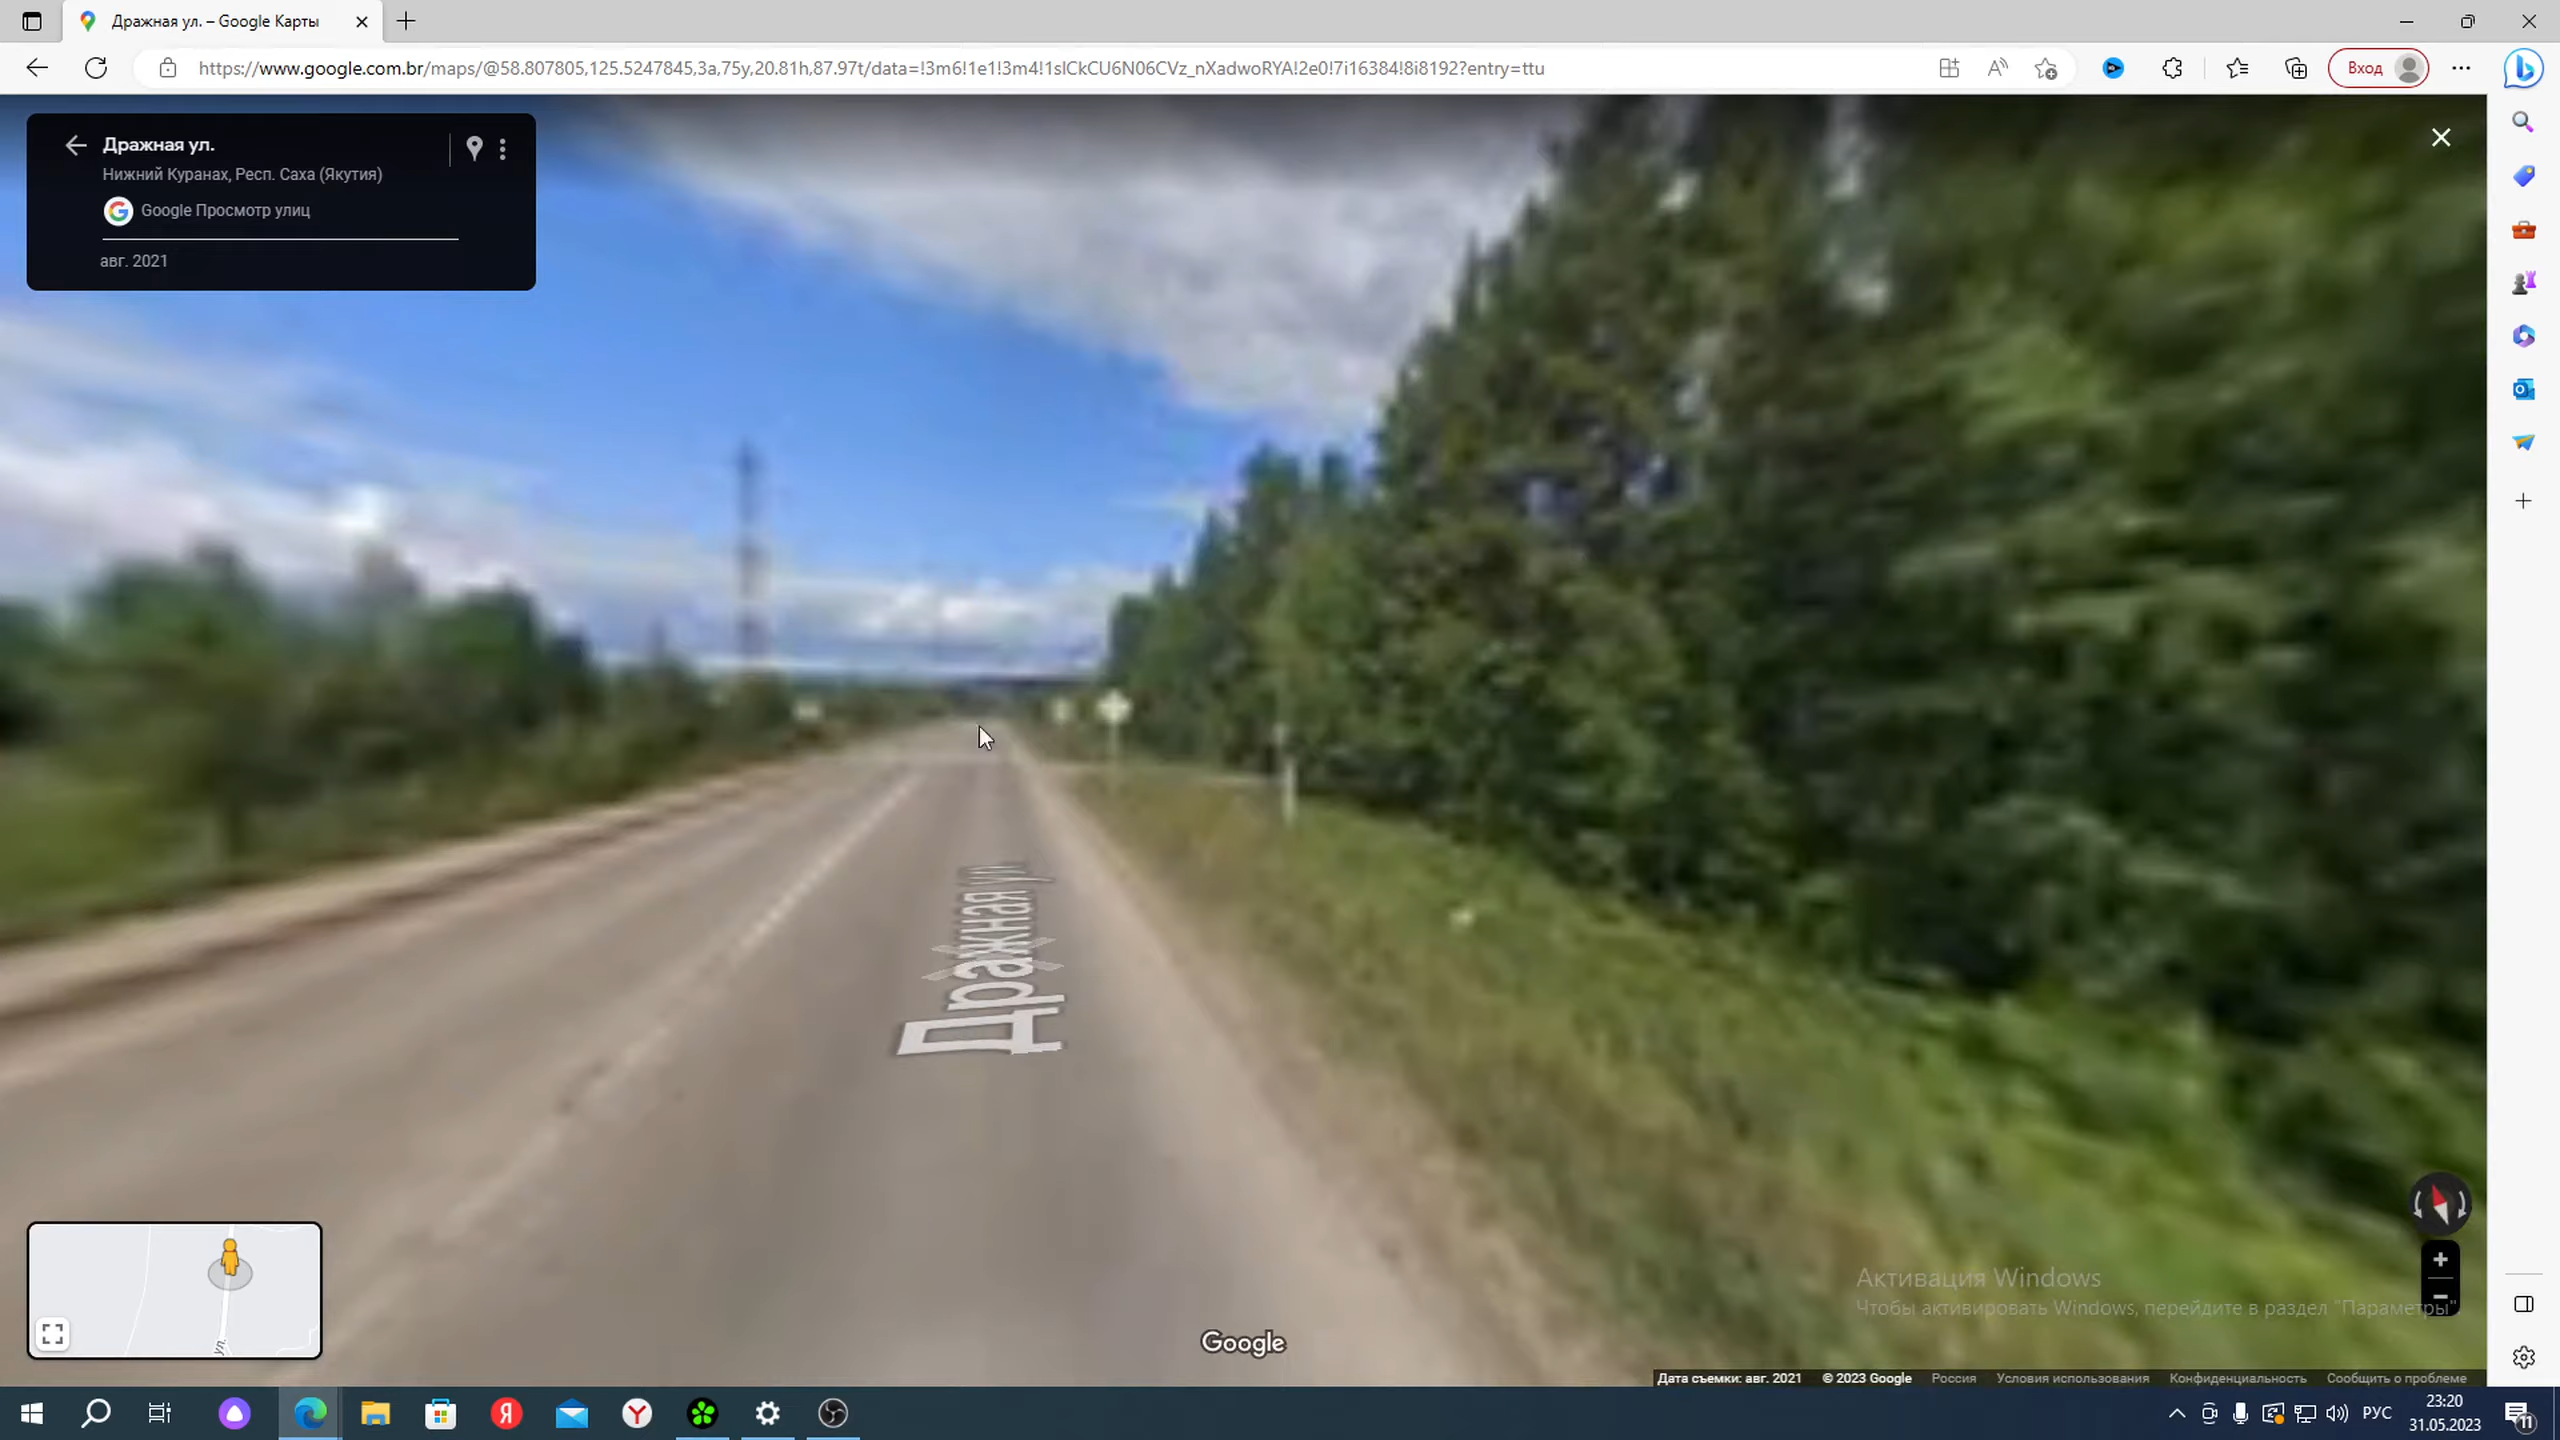 Дражная ул. – Google Карты
https://www.google.com.br/maps/@58.807805,125.5247845,3a,75y,20.81h,87.97t/data=!3m6!1e1!3m4!1sICkCU6N06CVz_nXadwoRYA!2e0!7i16384!8i8192?entry=ttu
Вход
Дражная ул.
Нижний Куранах, Респ. Саха (Якутия)
Google Просмотр улиц
авг. 2021
Дражная ул
ул.
Google
Активация Windows
Чтобы активировать Windows, перейдите в раздел "Параметры"
Дата съемки: авг. 2021 © 2023 Google Россия Условия использования Конфиденциальность Сообщить о проблеме
РУС
23:20
31.05.2023
11